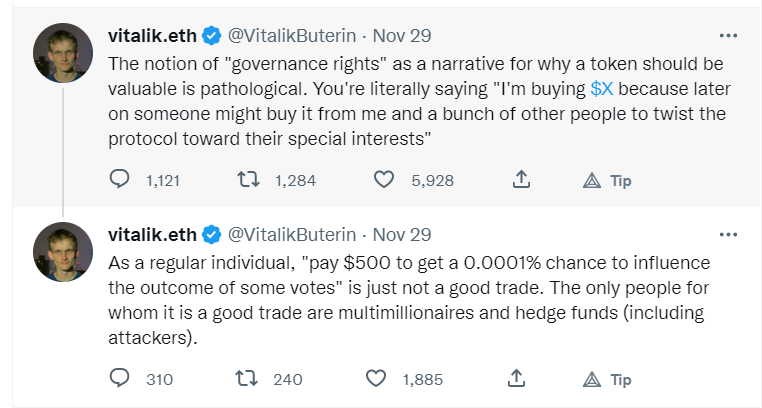 vitalik.eth @VitalikButerin · Nov 29
The notion of "governance rights" as a narrative for why a token should be
valuable is pathological. You're literally saying "I'm buying $X because later
on someone might buy it from me and a bunch of other people to twist the
protocol toward their special interests"
1,121 1,284 5,928 Tip
vitalik.eth @VitalikButerin · Nov 29
As a regular individual, "pay $500 to get a 0.0001% chance to influence
the outcome of some votes" is just not a good trade. The only people for
whom it is a good trade are multimillionaires and hedge funds (including
attackers).
310 240 1,885 Tip